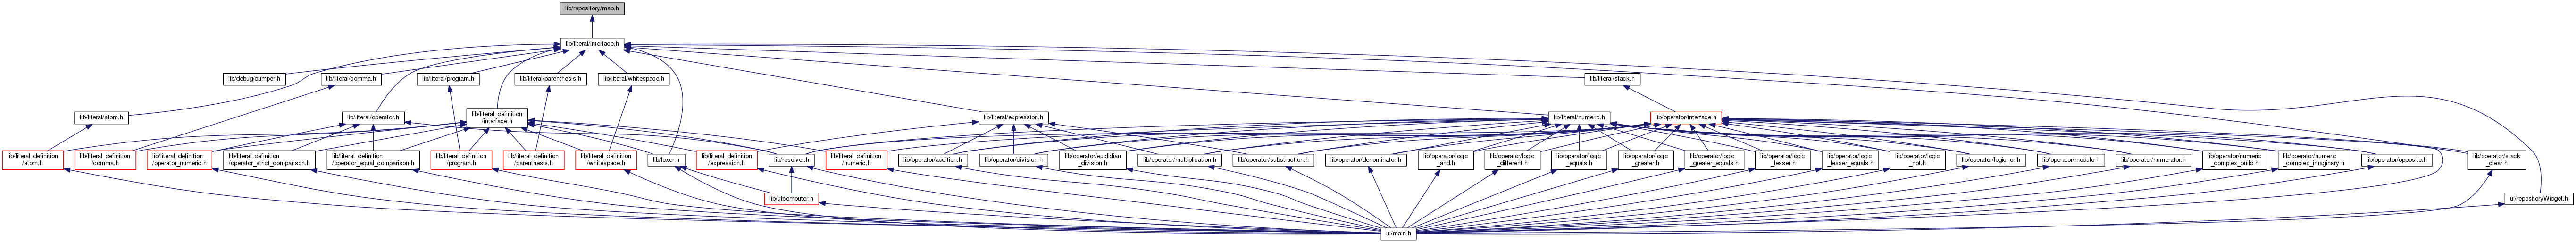 lib/repository/map.h
lib/literal/interface.h
lib/debug/dumper.h
lib/literal/comma.h
lib/literal/program.h
lib/literal/parenthesis.h
lib/literal/whitespace.h
lib/literal/stack.h
lib/literal/atom.h
lib/literal/operator.h
lib/literal_definition
/interface.h
lib/literal/expression.h
lib/literal/numeric.h
lib/operator/interface.h
lib/literal_definition
/atom.h
lib/literal_definition
/comma.h
lib/literal_definition
/operator_numeric.h
lib/literal_definition
/operator_strict_comparison.h
lib/literal_definition
/operator_equal_comparison.h
lib/literal_definition
/program.h
lib/literal_definition
/parenthesis.h
lib/literal_definition
/whitespace.h
lib/lexer.h
lib/literal_definition
/expression.h
lib/resolver.h
lib/literal_definition
/numeric.h
lib/operator/addition.h
lib/operator/division.h
lib/operator/euclidian
_division.h
lib/operator/multiplication.h
lib/operator/substraction.h
lib/operator/denominator.h
lib/operator/logic
_and.h
lib/operator/logic
_different.h
lib/operator/logic
_equals.h
lib/operator/logic
_greater.h
lib/operator/logic
_greater_equals.h
lib/operator/logic
_lesser.h
lib/operator/logic
_lesser_equals.h
lib/operator/logic
_not.h
lib/operator/logic_or.h
lib/operator/modulo.h
lib/operator/numerator.h
lib/operator/numeric
_complex_build.h
lib/operator/numeric
_complex_imaginary.h
lib/operator/opposite.h
lib/operator/stack
_clear.h
lib/utcomputer.h
ui/repositoryWidget.h
ui/main.h